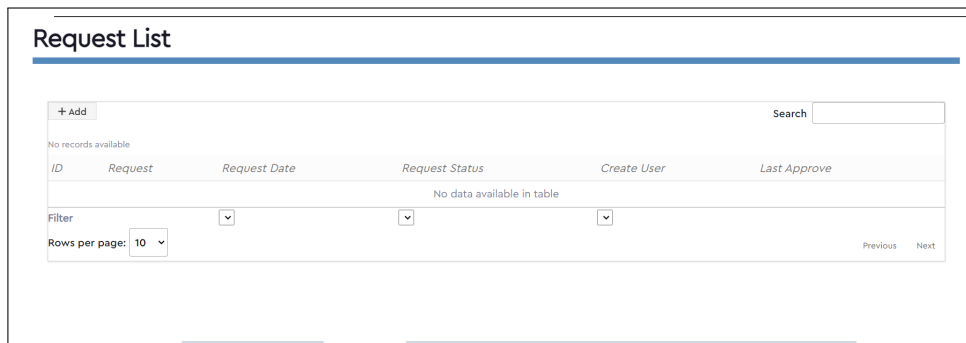 Request List
+ Add
Search
No records available
ID Request Request Date Request Status Create User Last Approve
No data available in table
Filter
Rows per page: 10
Previous Next